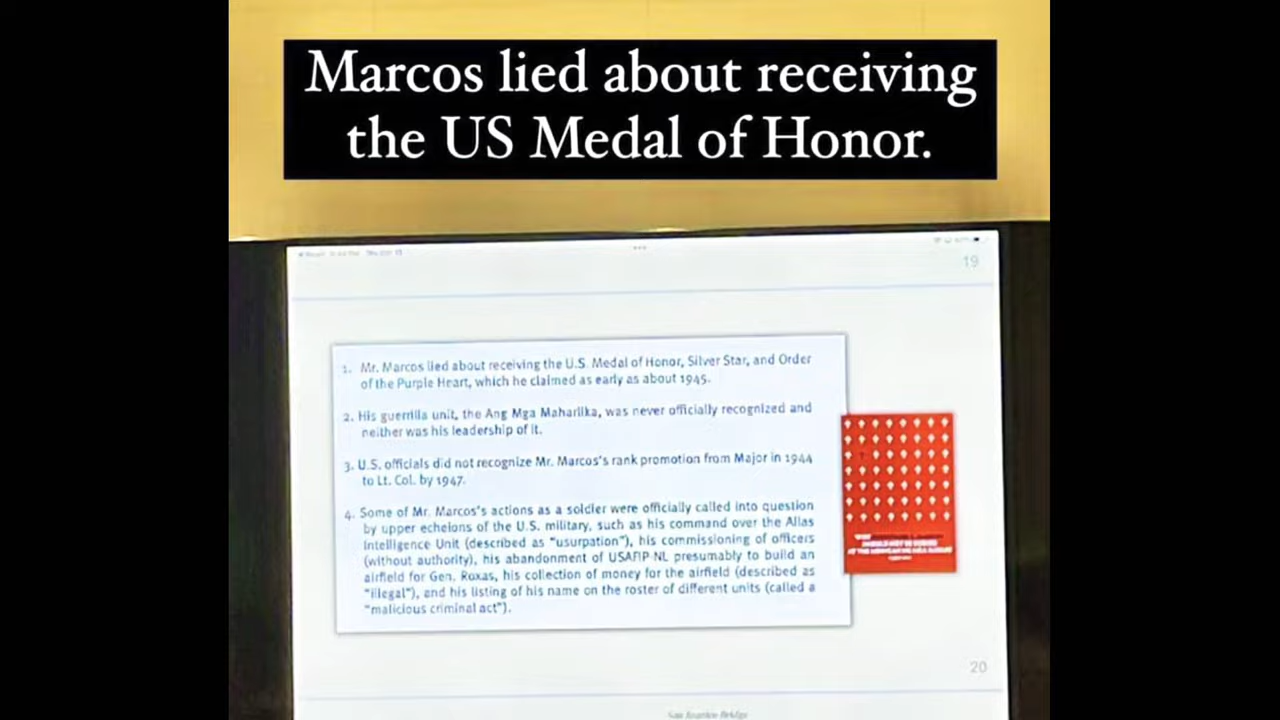 Marcos lied about receiving
the US Medal of Honor.
19
1. Mr. Marcos lied about receiving the U.S. Medal of Honor, Silver Star, and Order
of the Purple Heart, which he claimed as early as about 1945.
2. His guerrilla unit, the Ang Mga Maharlika, was never officially recognized and
neither was his leadership of it.
3. U.S. officials did not recognize Mr. Marcos's rank promotion from Major in 1944
to Lt. Col. by 1947.
4. Some of Mr. Marcos's actions as a soldier were officially called into question
by upper echelons of the U.S. military, such as his command over the Alias
Intelligence Unit (described as "usurpation"), his commissioning of officers
(without authority), his abandonment of USAFIP-NL presumably to build an
airfield for Gen. Roxas, his collection of money for the airfield (described as
"illegal"), and his listing of his name on the roster of different units (called a
"malicious criminal act").
20